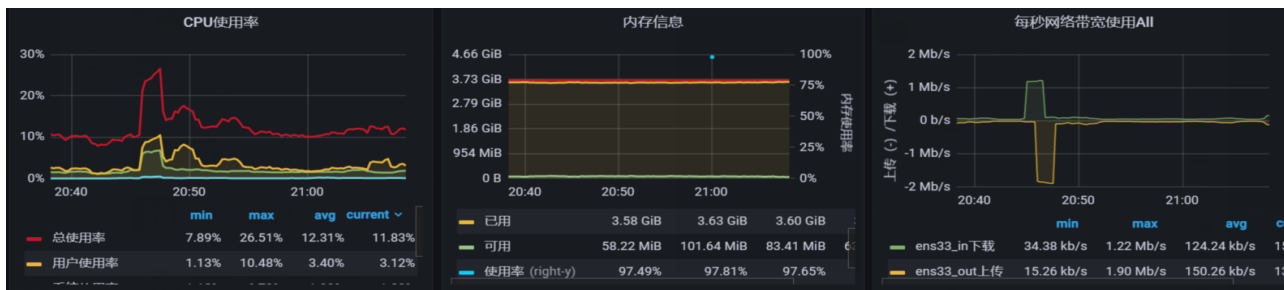 CPU使用率
30%
20%
10%
0%
20:40 20:50 21:00
min max avg current
总使用率 7.89% 26.51% 12.31% 11.83%
用户使用率 1.13% 10.48% 3.40% 3.12%
内存信息
4.66 GiB 100%
3.73 GiB 75%
2.79 GiB 50%
1.86 GiB 25%
954 MiB
0 B 0%
内存使用率
20:40 20:50 21:00
已用 3.58 GiB 3.63 GiB 3.60 GiB
可用 58.22 MiB 101.64 MiB 83.41 MiB
使用率 (right-y) 97.49% 97.81% 97.65%
每秒网络带宽使用All
上传 (-) /下载 (+)
2 Mb/s
1 Mb/s
0 b/s
-1 Mb/s
-2 Mb/s
20:40 20:50 21:00
min max avg
ens33_in下载 34.38 kb/s 1.22 Mb/s 124.24 kb/s
ens33_out上传 15.26 kb/s 1.90 Mb/s 150.26 kb/s